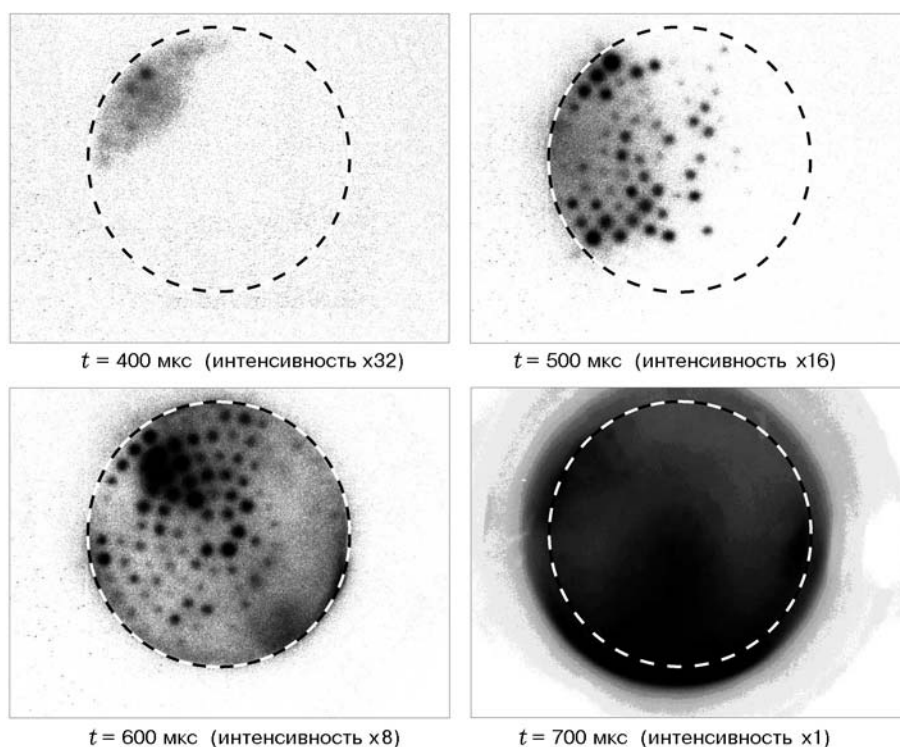 t = 400 мкс (интенсивность x32)
t = 500 мкс (интенсивность x16)
t = 600 мкс (интенсивность x8)
t = 700 мкс (интенсивность x1)